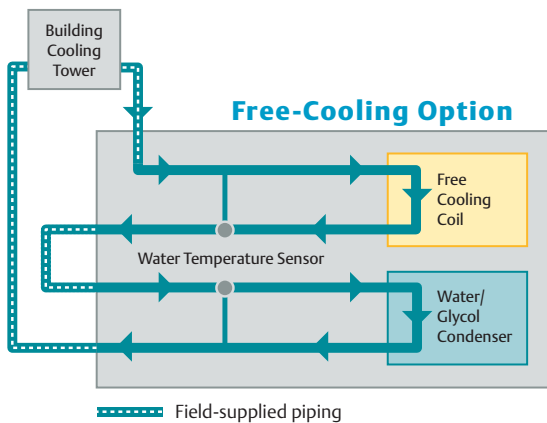 Building
Cooling
Tower
Free-Cooling Option
Free
Cooling
Coil
Water Temperature Sensor
Water/
Glycol
Condenser
Field-supplied piping